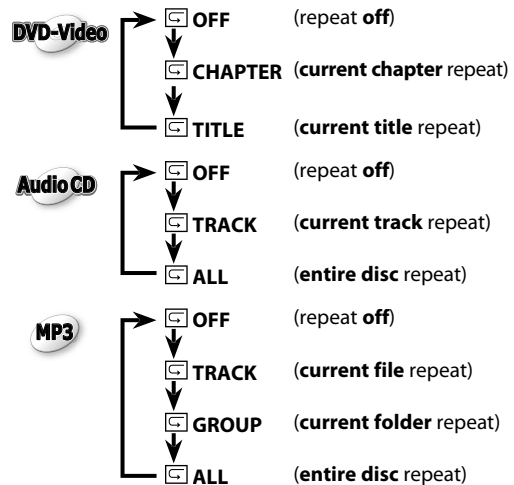 DVD-Video OFF (repeat off)
CHAPTER (current chapter repeat)
TITLE (current title repeat)
Audio CD OFF (repeat off)
TRACK (current track repeat)
ALL (entire disc repeat)
MP3 OFF (repeat off)
TRACK (current file repeat)
GROUP (current folder repeat)
ALL (entire disc repeat)